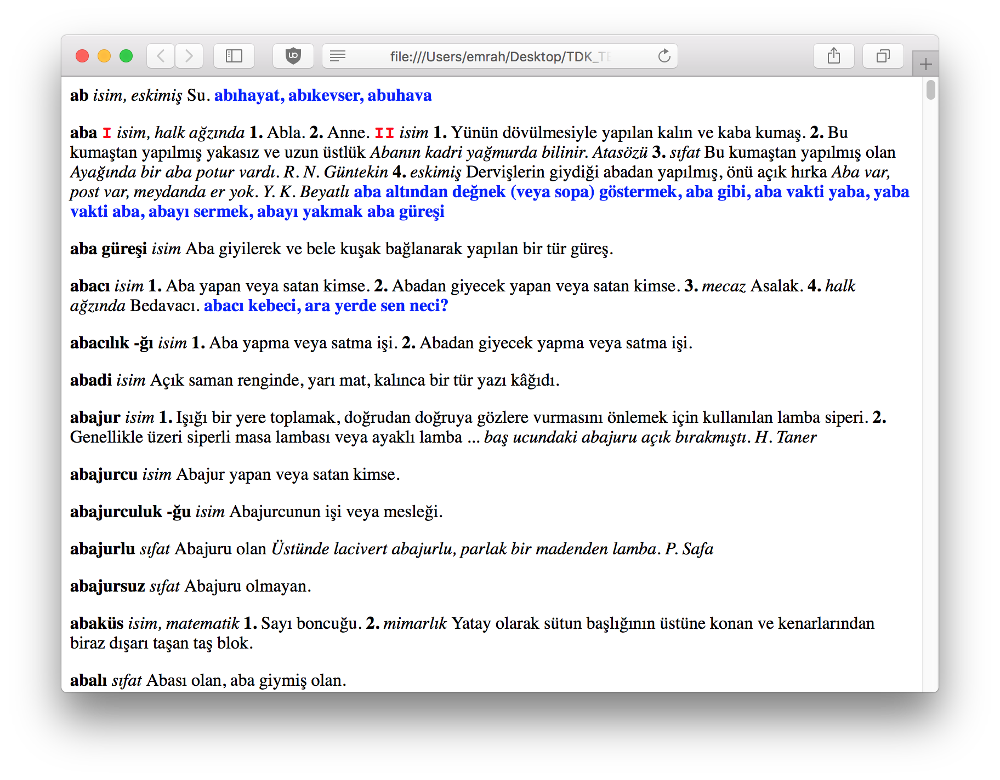 file:///Users/emrah/Desktop/TDK_TE
ab isim, eskimiş Su. abıhayat, abıkevser, abuhava
aba I isim, halk ağzında 1. Abla. 2. Anne. II isim 1. Yünün dövülmesiyle yapılan kalın ve kaba kumaş. 2. Bu
kumaştan yapılmış yakasız ve uzun üstlük Abanın kadri yağmurda bilinir. Atasözü 3. sıfat Bu kumaştan yapılmış olan
Ayağında bir aba potur vardı. R. N. Güntekin 4. eskimiş Dervişlerin giydiği abadan yapılmış, önü açık hırka Aba var,
post var, meydanda er yok. Y. K. Beyatlı aba altından değnek (veya sopa) göstermek, aba gibi, aba vakti yaba, yaba
vakti aba, abayı sermek, abayı yakmak aba güreşi
aba güreşi isim Aba giyilerek ve bele kuşak bağlanarak yapılan bir tür güreş.
abacı isim 1. Aba yapan veya satan kimse. 2. Abadan giyecek yapan veya satan kimse. 3. mecaz Asalak. 4. halk
ağzında Bedavacı. abacı kebeci, ara yerde sen neci?
abacılık -ğı isim 1. Aba yapma veya satma işi. 2. Abadan giyecek yapma veya satma işi.
abadi isim Açık saman renginde, yarı mat, kalınca bir tür yazı kâğıdı.
abajur isim 1. Işığı bir yere toplamak, doğrudan doğruya gözlere vurmasını önlemek için kullanılan lamba siperi. 2.
Genellikle üzeri siperli masa lambası veya ayaklı lamba ... baş ucundaki abajuru açık bırakmıştı. H. Taner
abajurcu isim Abajur yapan veya satan kimse.
abajurculuk -ğu isim Abajurcunun işi veya mesleği.
abajurlu sıfat Abajuru olan Üstünde lacivert abajurlu, parlak bir madenden lamba. P. Safa
abajursuz sıfat Abajuru olmayan.
abaküs isim, matematik 1. Sayı boncuğu. 2. mimarlık Yatay olarak sütun başlığının üstüne konan ve kenarlarından
biraz dışarı taşan taş blok.
abalı sıfat Abası olan, aba giymiş olan.